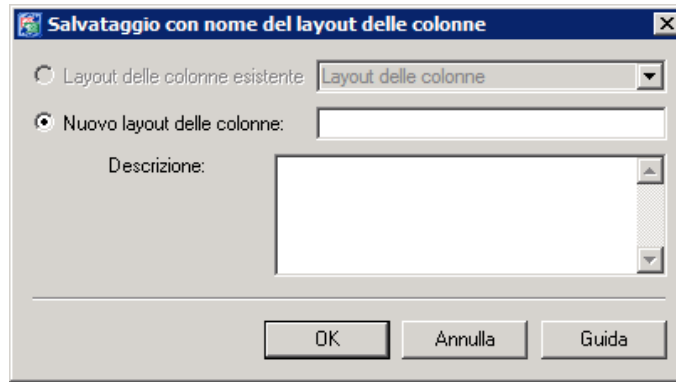 Salvataggio con nome del layout delle colonne
Layout delle colonne esistente Layout delle colonne
Nuovo layout delle colonne:
Descrizione:
OK Annulla Guida